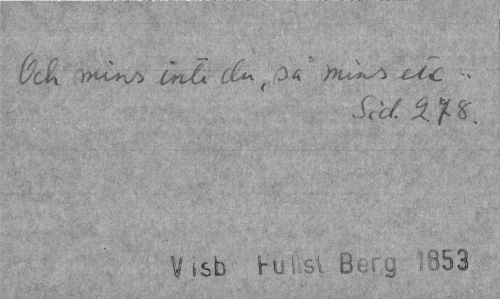 Och mins inte du, så mins etc ..
Sid. 278.
Visb Fullst Berg 1853